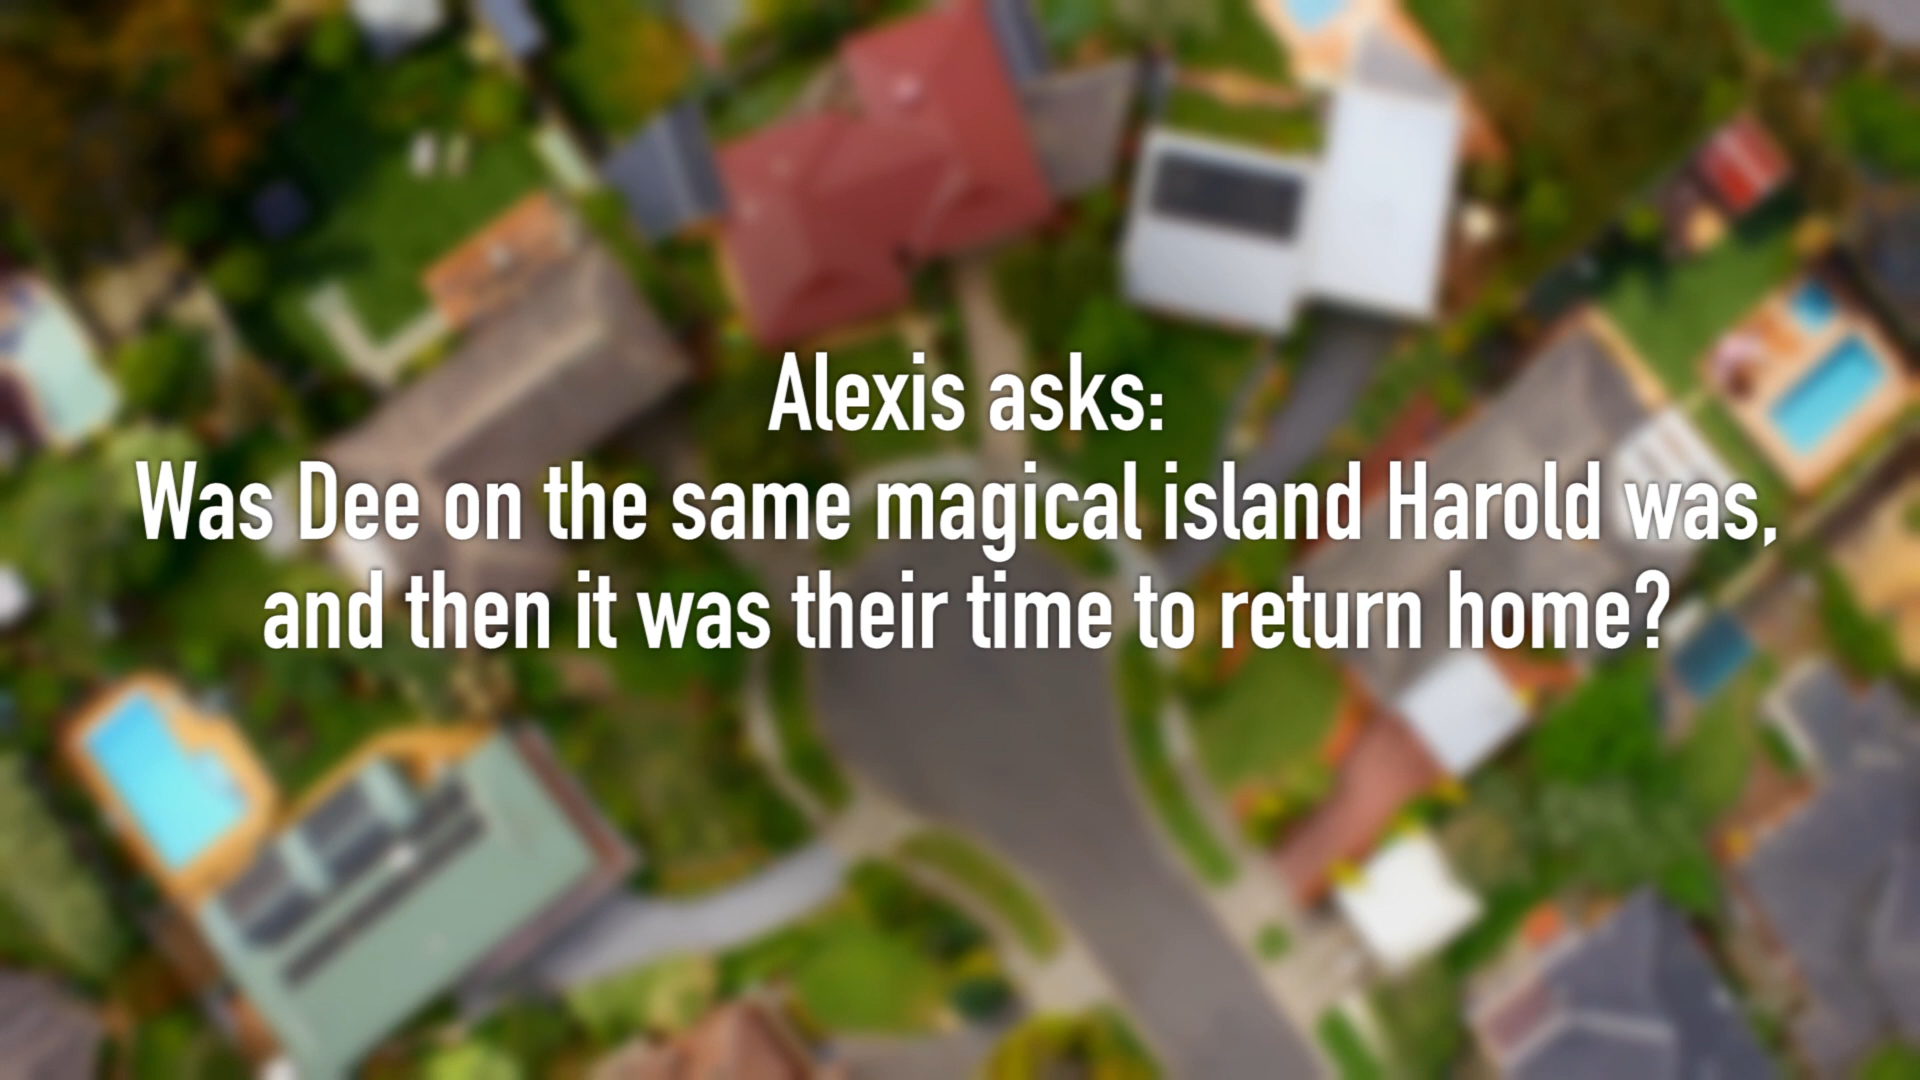 Alexis asks:
Was Dee on the same magical island Harold was,
and then it was their time to return home?